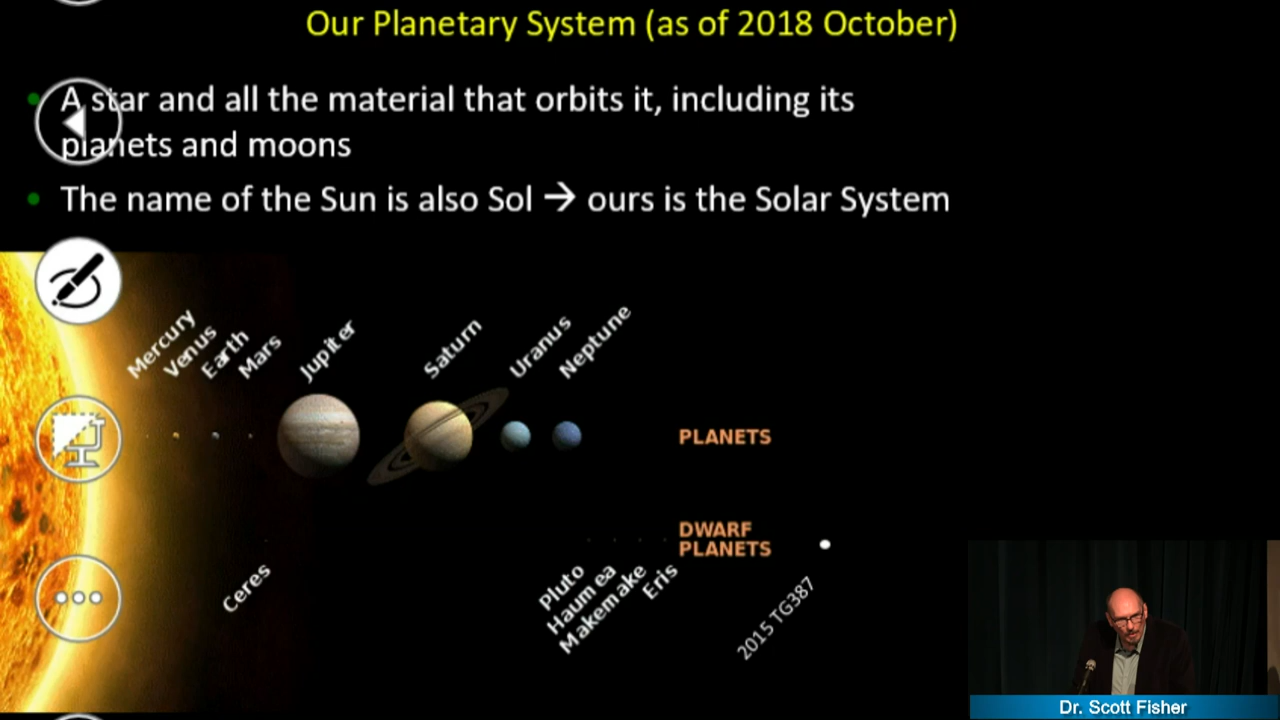 Our Planetary System (as of 2018 October)
• A star and all the material that orbits it, including its
planets and moons
• The name of the Sun is also Sol → ours is the Solar System
Mercury
Venus
Earth
Mars
Jupiter
Saturn
Uranus
Neptune
PLANETS
DWARF
PLANETS
Ceres
Pluto
Haumea
Makemake
Eris
2015 TG387
Dr. Scott Fisher